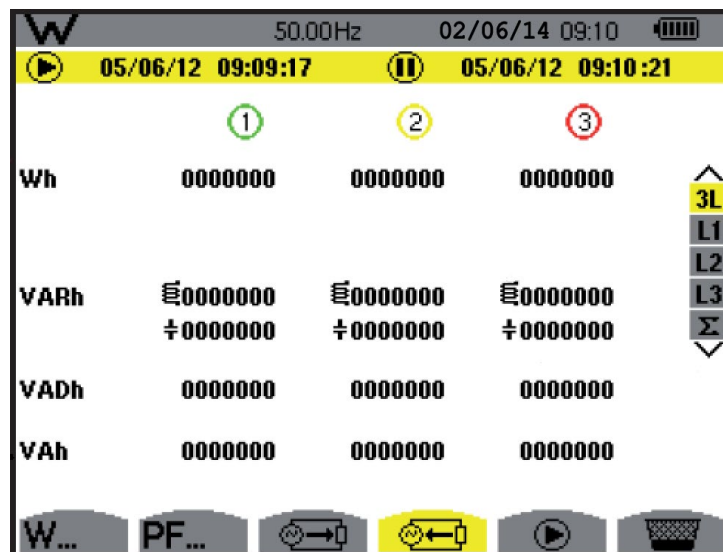 W 50.00Hz 02/06/14 09:10
05/06/12 09:09:17 05/06/12 09:10:21
1 2 3
Wh 0000000 0000000 0000000
3L
L1
L2
VARh 0000000 0000000 0000000 L3
0000000 0000000 0000000 Σ
VADh 0000000 0000000 0000000
VAh 0000000 0000000 0000000
W... PF...